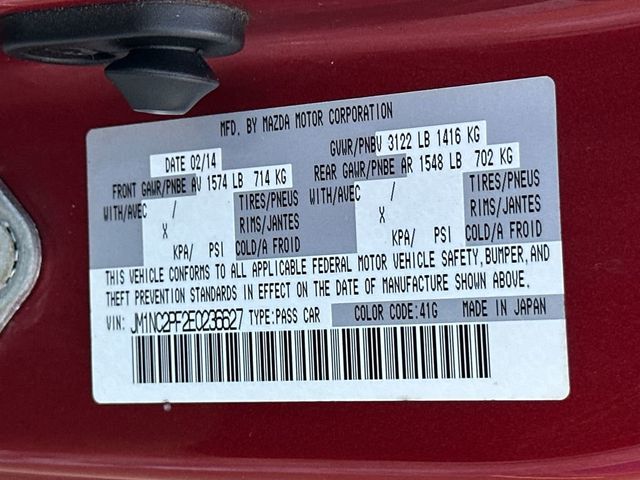 MFD. BY MAZDA MOTOR CORPORATION
DATE 02/14 GVWR/PNBV 3122 LB 1416 KG
FRONT GAWR/PNBE AV 1574 LB 714 KG REAR GAWR/PNBE AR 1548 LB 702 KG
WITH/AVEC / TIRES/PNEUS WITH/AVEC / TIRES/PNEUS
X RIMS/JANTES X RIMS/JANTES
KPA/ PSI COLD/A FROID KPA/ PSI COLD/A FROID
THIS VEHICLE CONFORMS TO ALL APPLICABLE FEDERAL MOTOR VEHICLE SAFETY, BUMPER, AND
THEFT PREVENTION STANDARDS IN EFFECT ON THE DATE OF MANUFACTURE SHOWN ABOVE.
VIN: JM1NC2PF2E0236627 TYPE:PASS CAR COLOR CODE:41G MADE IN JAPAN